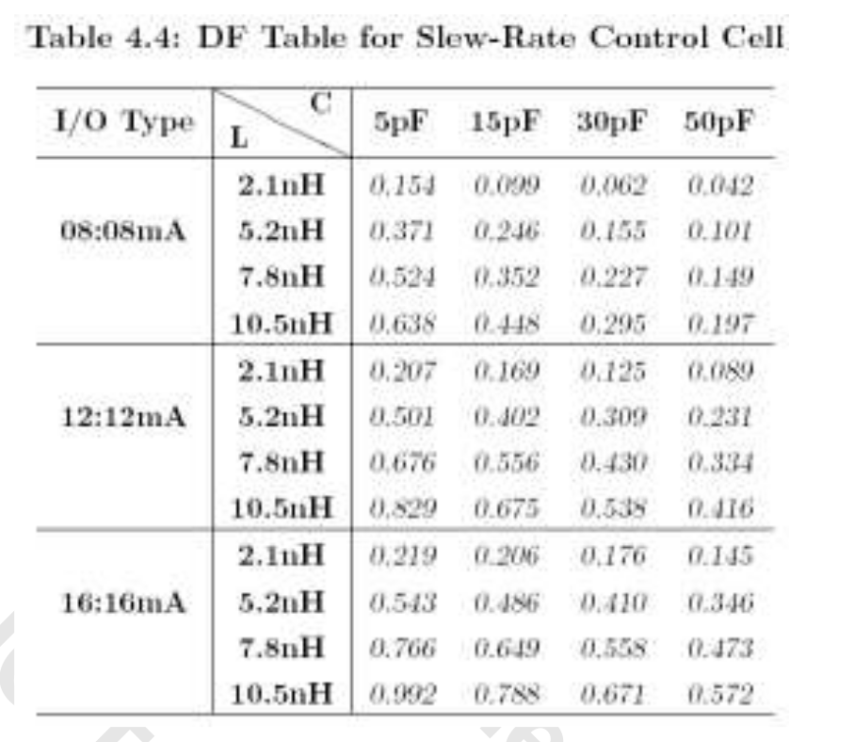 Table 4.4: DF Table for Slew-Rate Control Cell
I/O Type L C 5pF 15pF 30pF 50pF
2.1nH 0.154 0.099 0.062 0.042
08:08mA 5.2nH 0.371 0.246 0.155 0.101
7.8nH 0.524 0.352 0.227 0.149
10.5nH 0.638 0.448 0.295 0.197
2.1nH 0.207 0.169 0.125 0.089
12:12mA 5.2nH 0.501 0.402 0.309 0.231
7.8nH 0.676 0.556 0.430 0.334
10.5nH 0.829 0.675 0.538 0.416
2.1nH 0.219 0.206 0.176 0.145
16:16mA 5.2nH 0.543 0.486 0.410 0.346
7.8nH 0.766 0.649 0.558 0.473
10.5nH 0.992 0.788 0.671 0.572